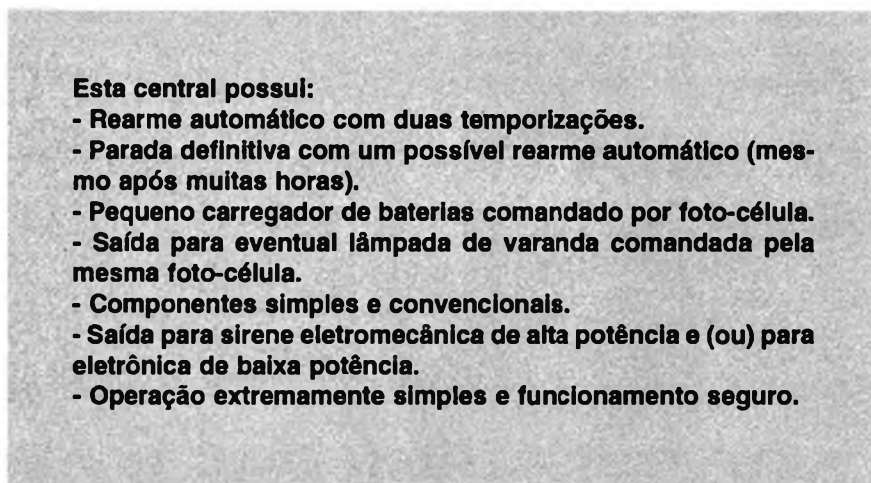 Esta central possui:
- Rearme automático com duas temporizações.
- Parada definitiva com um possível rearme automático (mes-
mo após muitas horas).
- Pequeno carregador de baterias comandado por foto-célula.
- Saída para eventual lâmpada de varanda comandada pela
mesma foto-célula.
- Componentes simples e convencionais.
- Saída para sirene eletromecânica de alta potência e (ou) para
eletrônica de baixa potência.
- Operação extremamente simples e funcionamento seguro.